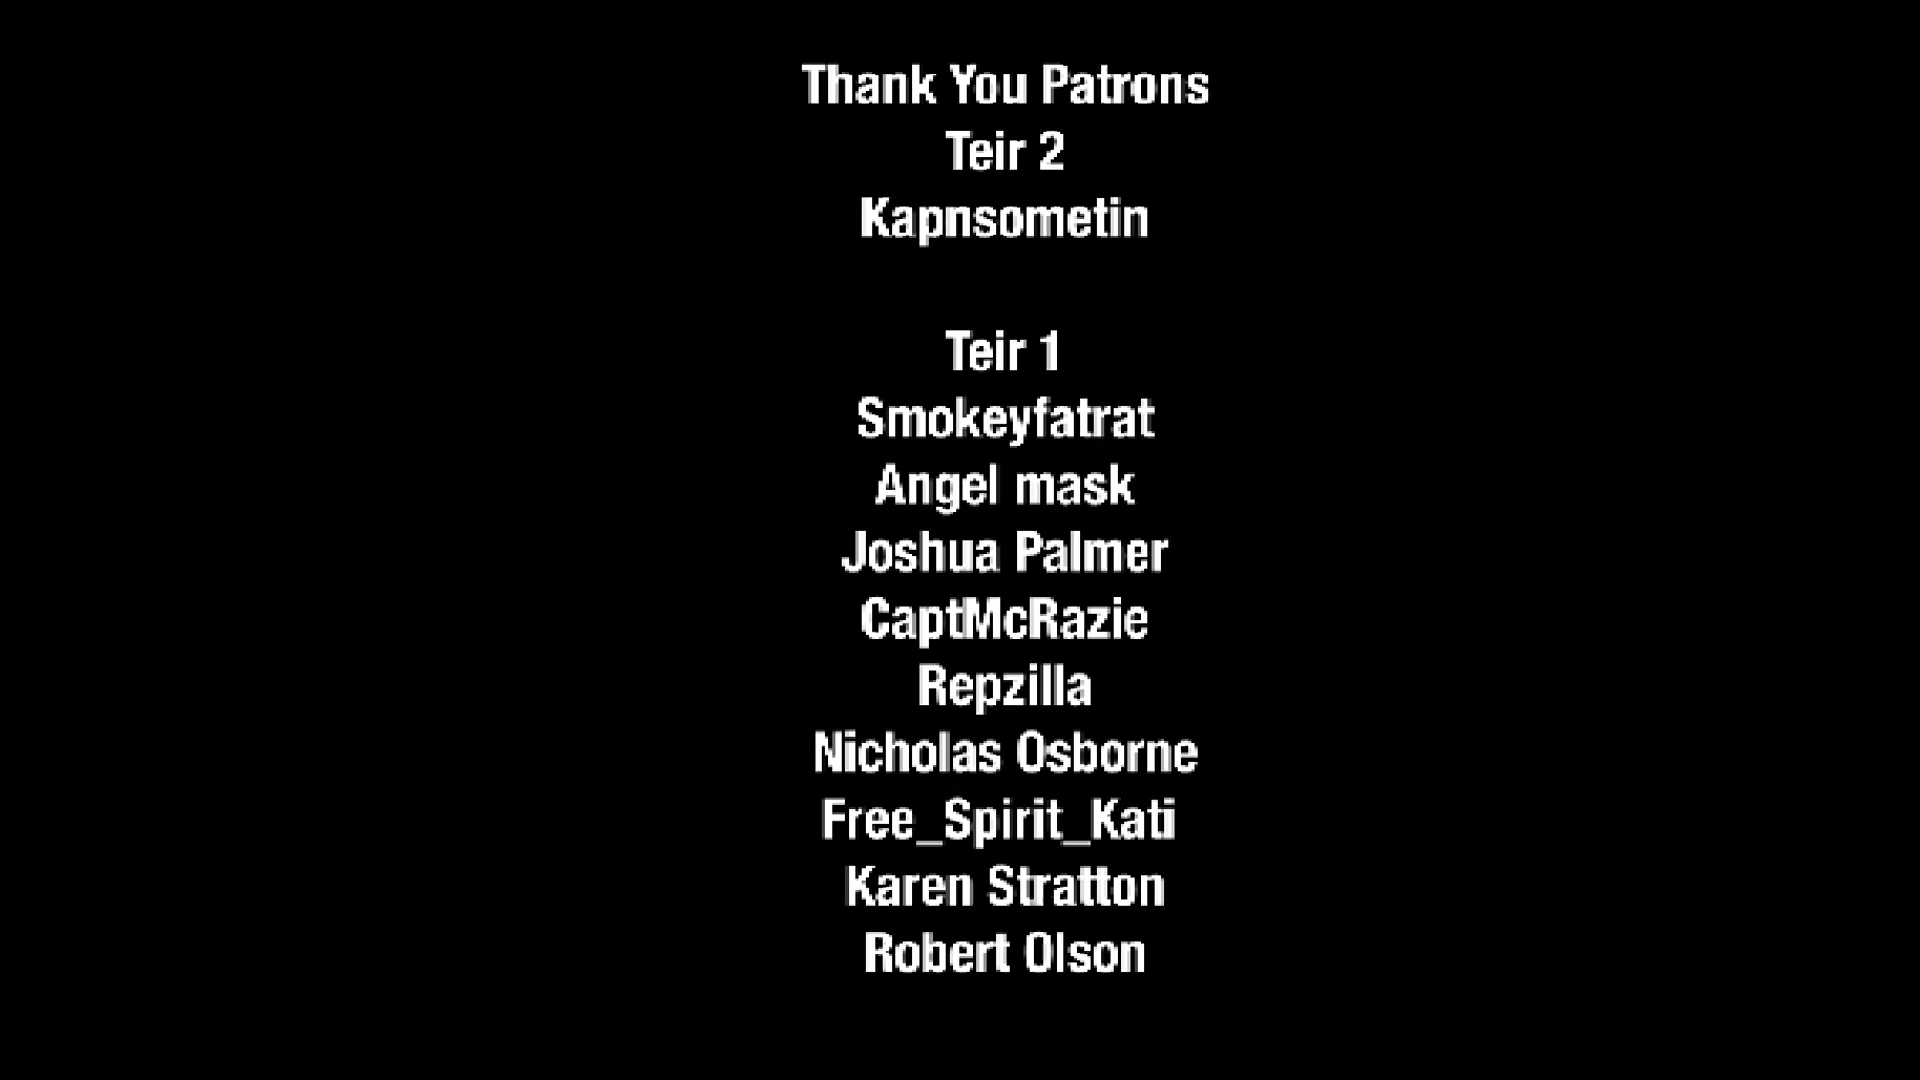 Thank You Patrons
Teir 2
Kapnsometin
Teir 1
Smokeyfatrat
Angel mask
Joshua Palmer
CaptMcRazie
Repzilla
Nicholas Osborne
Free_Spirit_Kati
Karen Stratton
Robert Olson